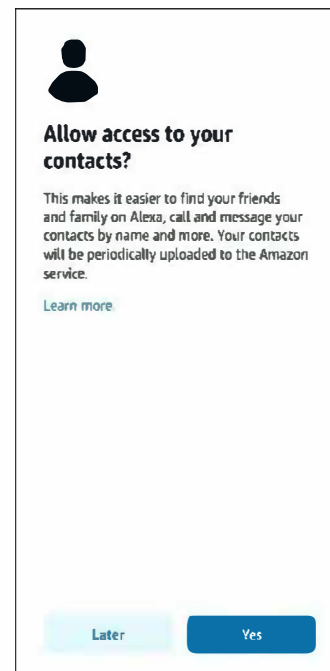 Allow access to your
contacts?
This makes it easier to find your friends
and family on Alexa, call and message your
contacts by name and more. Your contacts
will be periodically uploaded to the Amazon
service.
Learn more
Later
Yes